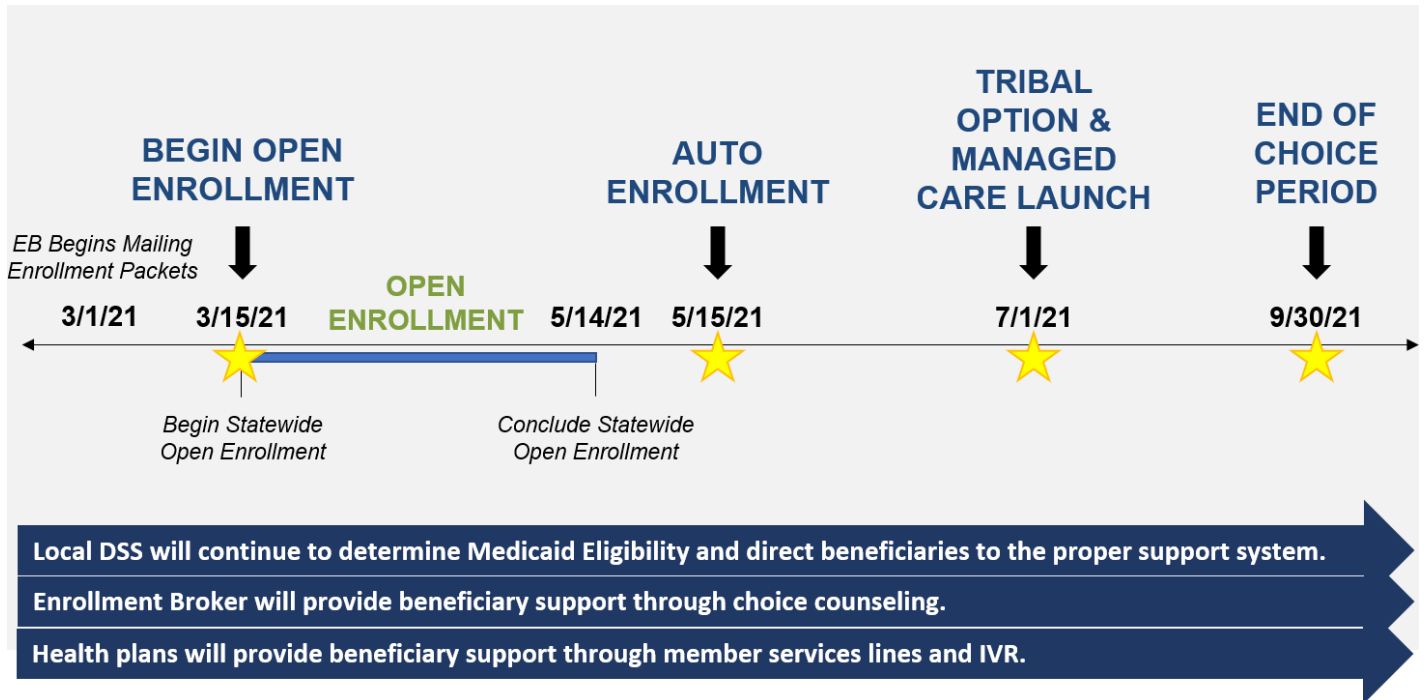 BEGIN OPEN
ENROLLMENT
AUTO
ENROLLMENT
TRIBAL
OPTION &
MANAGED
CARE LAUNCH
END OF
CHOICE
PERIOD
EB Begins Mailing
Enrollment Packets
OPEN
ENROLLMENT
3/1/21
3/15/21
5/14/21
5/15/21
7/1/21
9/30/21
Begin Statewide
Open Enrollment
Conclude Statewide
Open Enrollment
Local DSS will continue to determine Medicaid Eligibility and direct beneficiaries to the proper support system.
Enrollment Broker will provide beneficiary support through choice counseling.
Health plans will provide beneficiary support through member services lines and IVR.